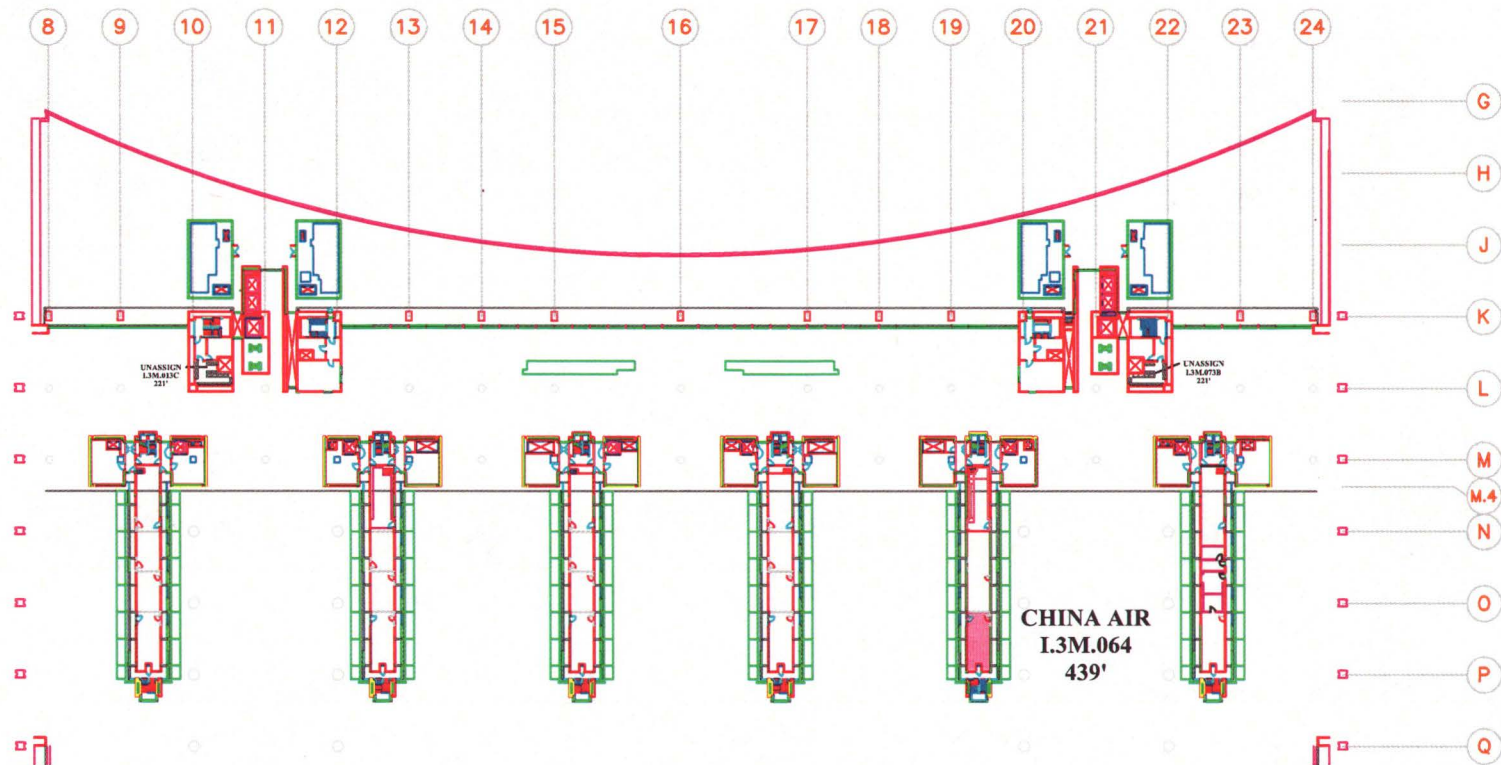 8 9 10 11 12 13 14 15 16 17 18 19 20 21 22 23 24
G
H
J
K
UNASSIGN
I.3M.013C
221'
UNASSIGN
I.3M.073B
221'
L
M
M.4
N
CHINA AIR
I.3M.064
439'
O
P
Q